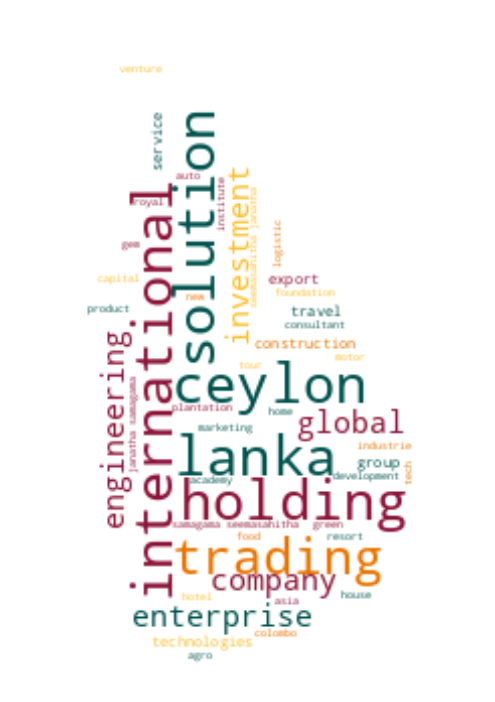 venture
service
solution
auto
international
royal
institute
investment
seemasahitha janatha
logistic
gem
capital
export
new
foundation
product
travel
consultant
engineering
construction
motor
tour
ceylon
janatha samagama
plantation
home
global
marketing
lanka
industrie
group
tech
development
academy
holding
samagama seemasahitha
green
food
resort
trading
company
hotel
house
asia
enterprise
colombo
technologies
agro